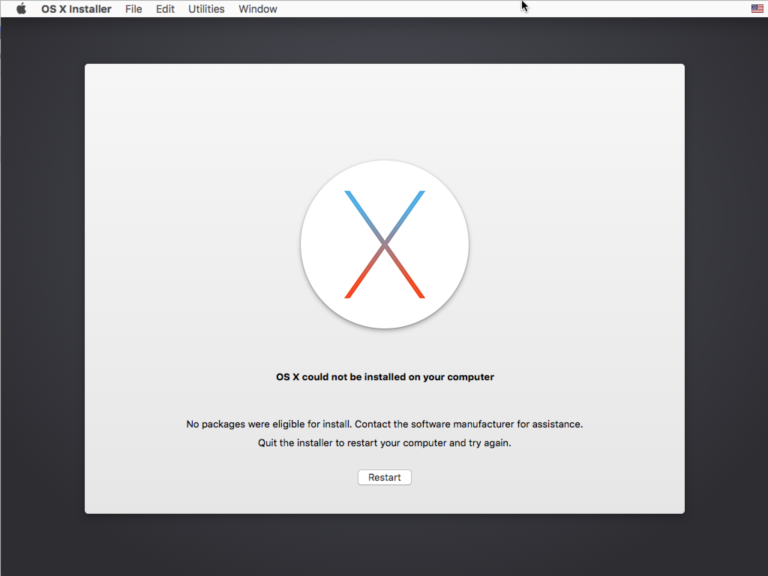 OS X Installer File Edit Utilities Window
OS X could not be installed on your computer
No packages were eligible for install. Contact the software manufacturer for assistance.
Quit the installer to restart your computer and try again.
Restart